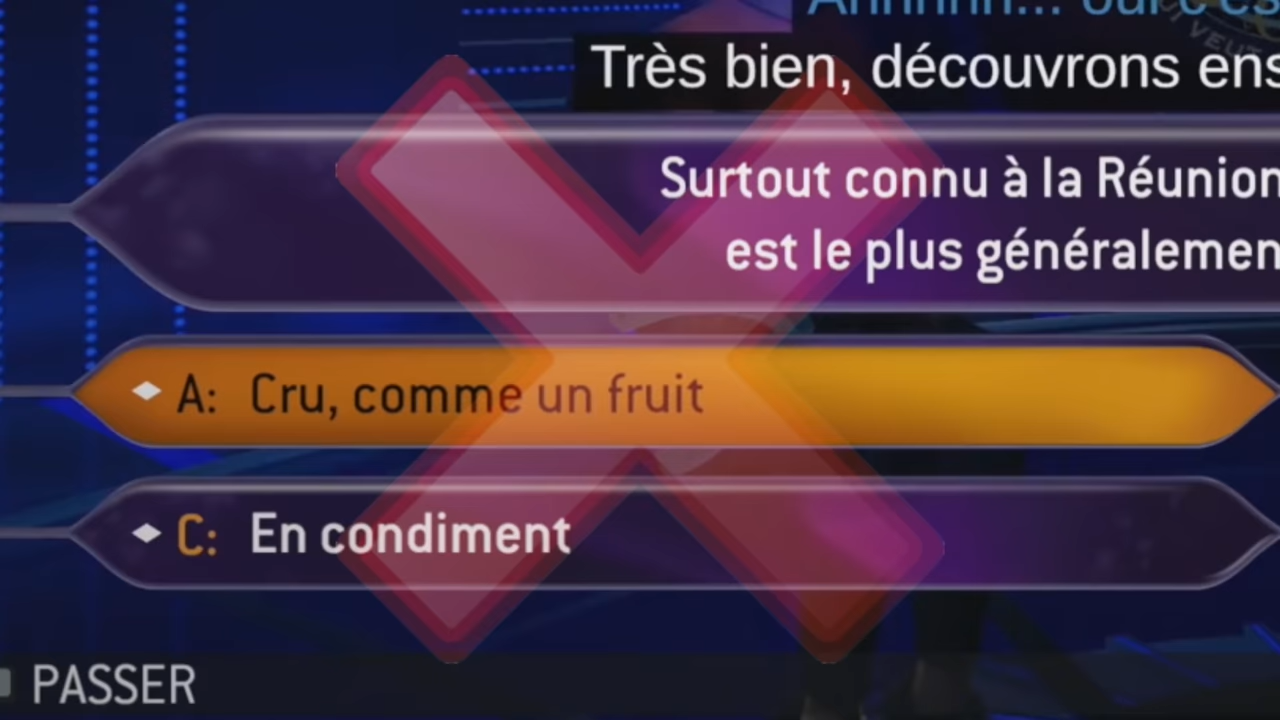 Très bien, découvrons ens
Surtout connu à la Réunion
est le plus généralemen
A: Cru, comme un fruit
C: En condiment
PASSER